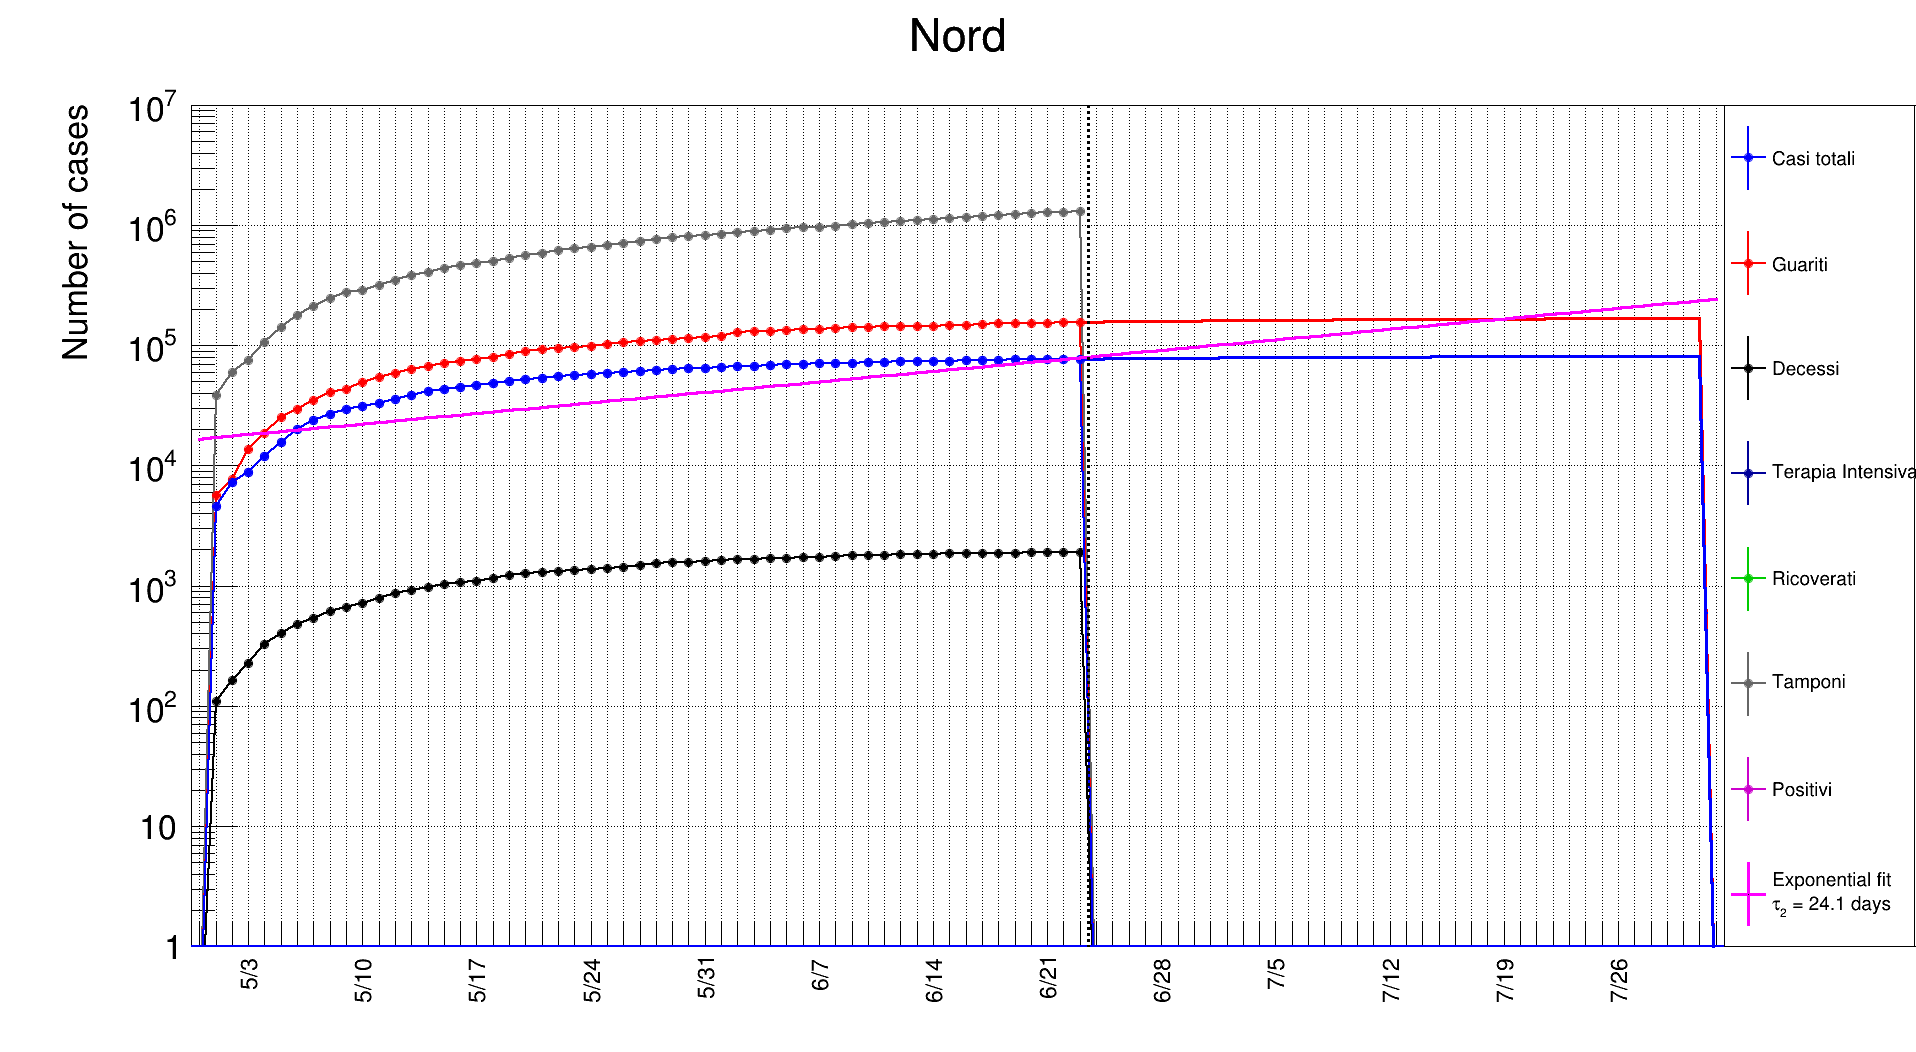 Nord
Number of cases
10^7
10^6
10^5
10^4
10^3
10^2
10
1
5/3
5/10
5/17
5/24
5/31
6/7
6/14
6/21
6/28
7/5
7/12
7/19
7/26
Casi totali
Guariti
Decessi
Terapia Intensiva
Ricoverati
Tamponi
Positivi
Exponential fit
τ₂ = 24.1 days